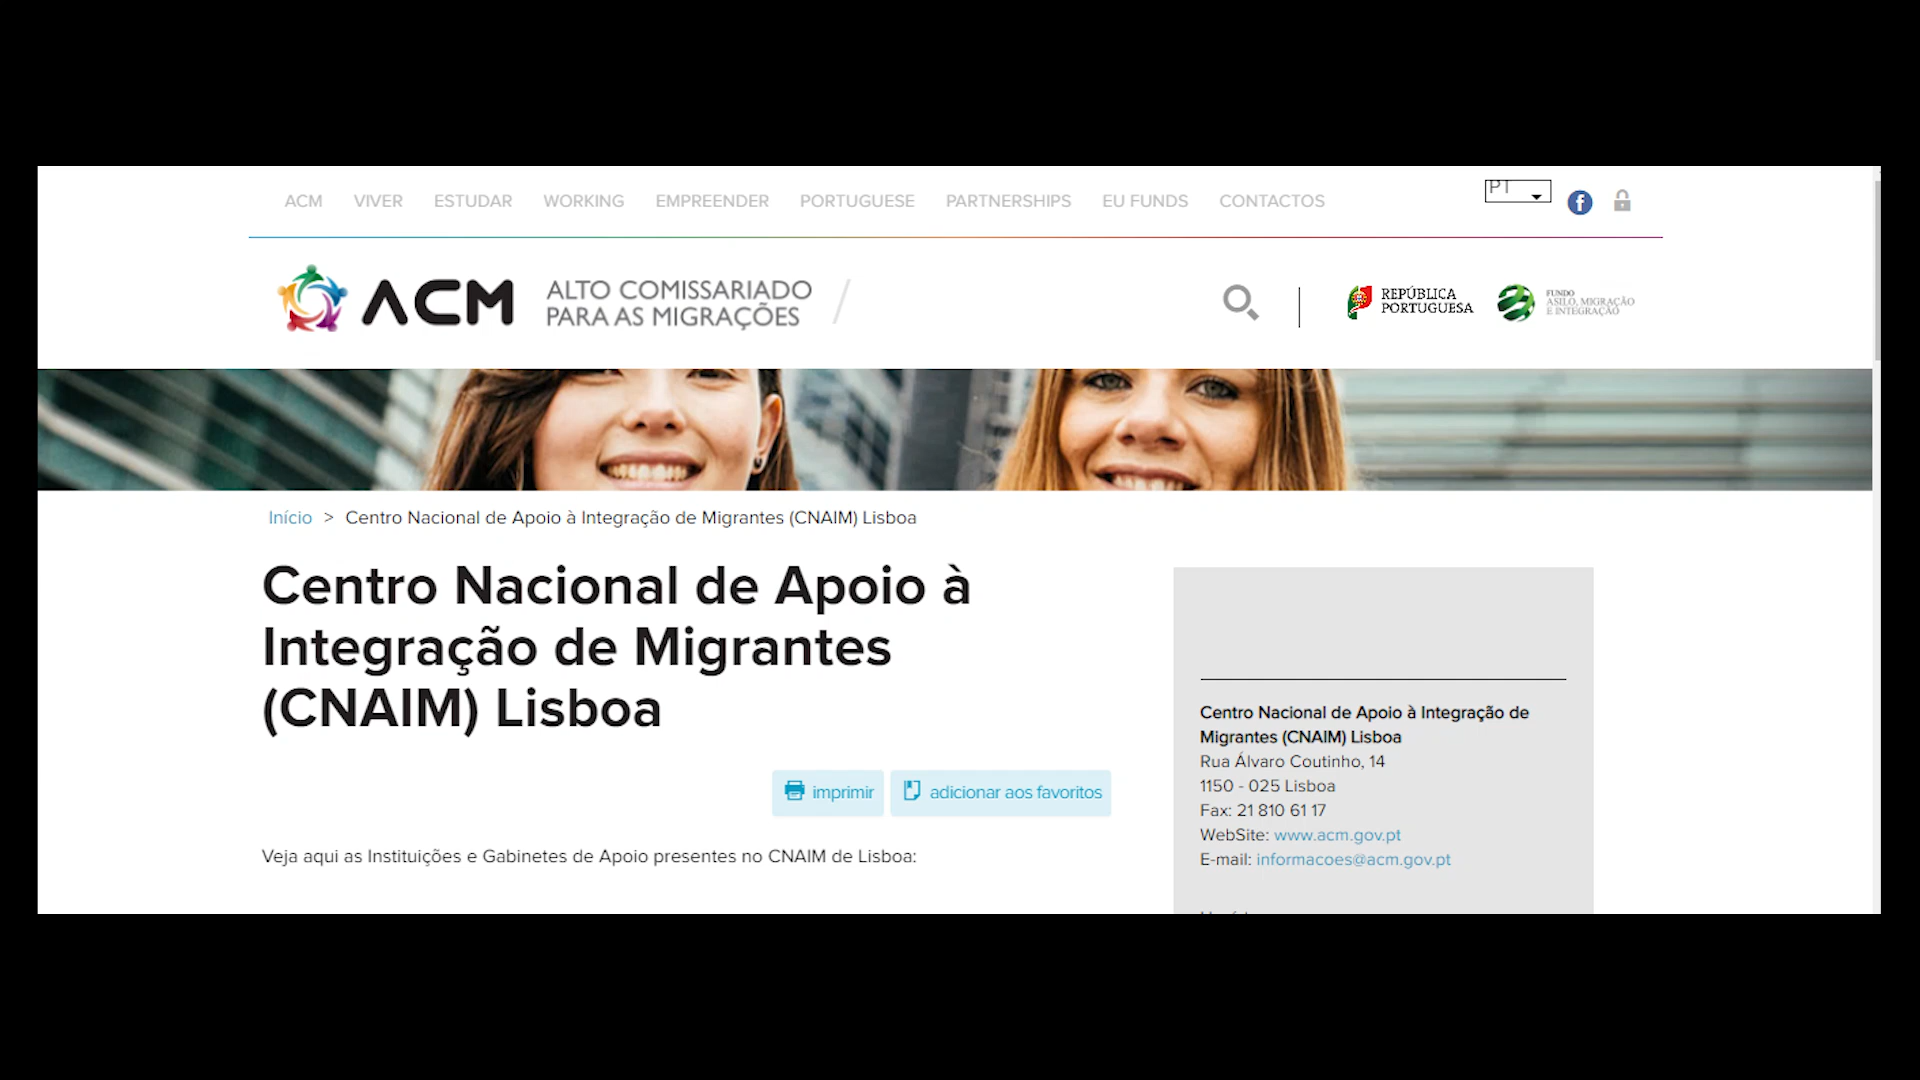 ACM VIVER ESTUDAR WORKING EMPREENDER PORTUGUESE PARTNERSHIPS EU FUNDS CONTACTOS PT
ACM
ALTO COMISSARIADO
PARA AS MIGRAÇÕES
REPÚBLICA
PORTUGUESA
FUNDO
ASILO, MIGRAÇÃO
E INTEGRAÇÃO
Início > Centro Nacional de Apoio à Integração de Migrantes (CNAIM) Lisboa
Centro Nacional de Apoio à
Integração de Migrantes
(CNAIM) Lisboa
imprimir
adicionar aos favoritos
Veja aqui as Instituições e Gabinetes de Apoio presentes no CNAIM de Lisboa:
Centro Nacional de Apoio à Integração de
Migrantes (CNAIM) Lisboa
Rua Álvaro Coutinho, 14
1150 - 025 Lisboa
Fax: 21 810 61 17
WebSite: www.acm.gov.pt
E-mail: informacoes@acm.gov.pt